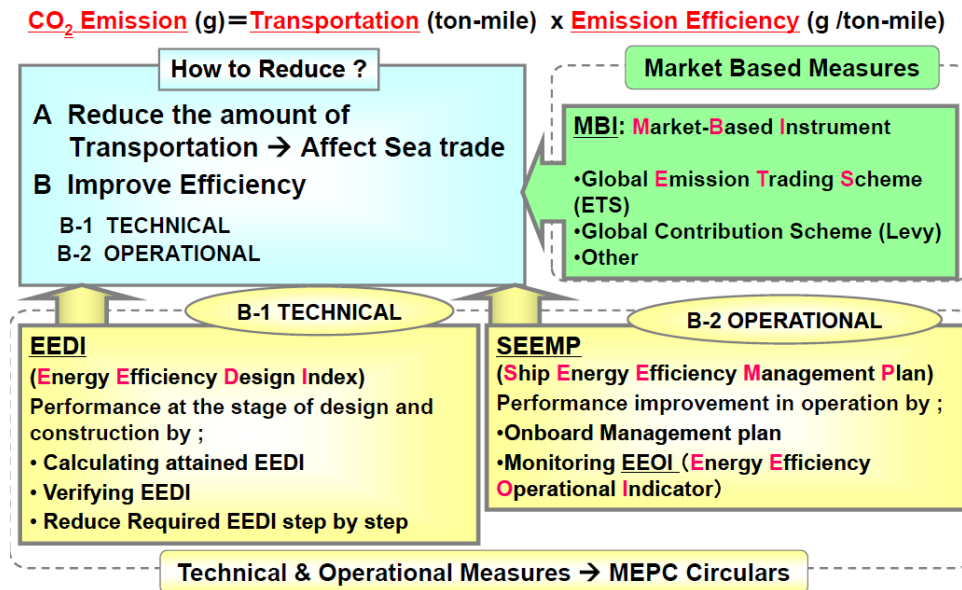 CO2 Emission (g)＝Transportation (ton-mile) x Emission Efficiency (g /ton-mile)
How to Reduce ?
A Reduce the amount of
Transportation → Affect Sea trade
B Improve Efficiency
B-1 TECHNICAL
B-2 OPERATIONAL
Market Based Measures
MBI: Market-Based Instrument
•Global Emission Trading Scheme
(ETS)
•Global Contribution Scheme (Levy)
•Other
B-1 TECHNICAL
EEDI
(Energy Efficiency Design Index)
Performance at the stage of design and
construction by ;
• Calculating attained EEDI
• Verifying EEDI
• Reduce Required EEDI step by step
B-2 OPERATIONAL
SEEMP
(Ship Energy Efficiency Management Plan)
Performance improvement in operation by ;
•Onboard Management plan
•Monitoring EEOI（Energy Efficiency
Operational Indicator）
Technical & Operational Measures → MEPC Circulars